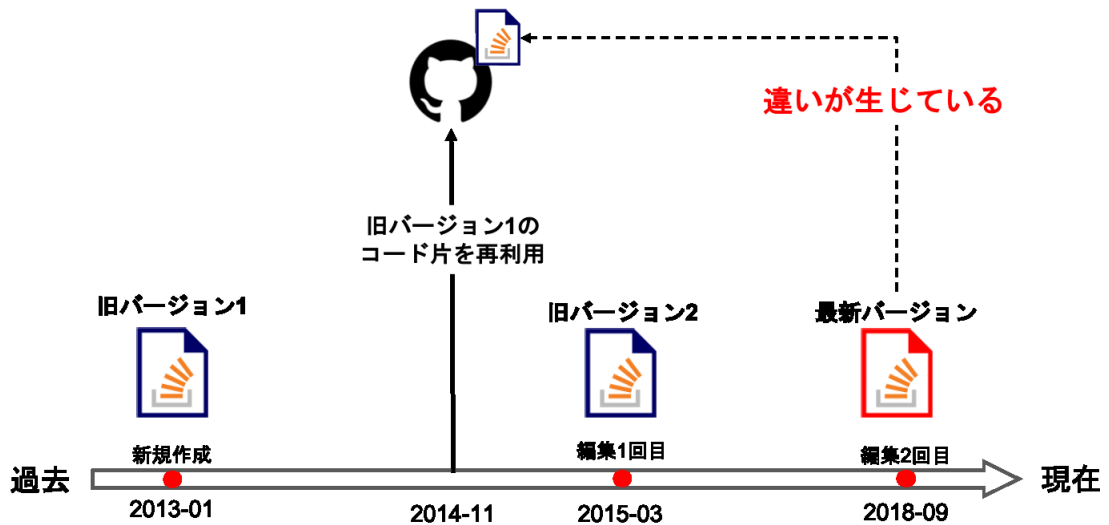 違いが生じている
旧バージョン1の
コード片を再利用
旧バージョン1
旧バージョン2
最新バージョン
新規作成
編集1回目
編集2回目
過去
現在
2013-01
2014-11
2015-03
2018-09